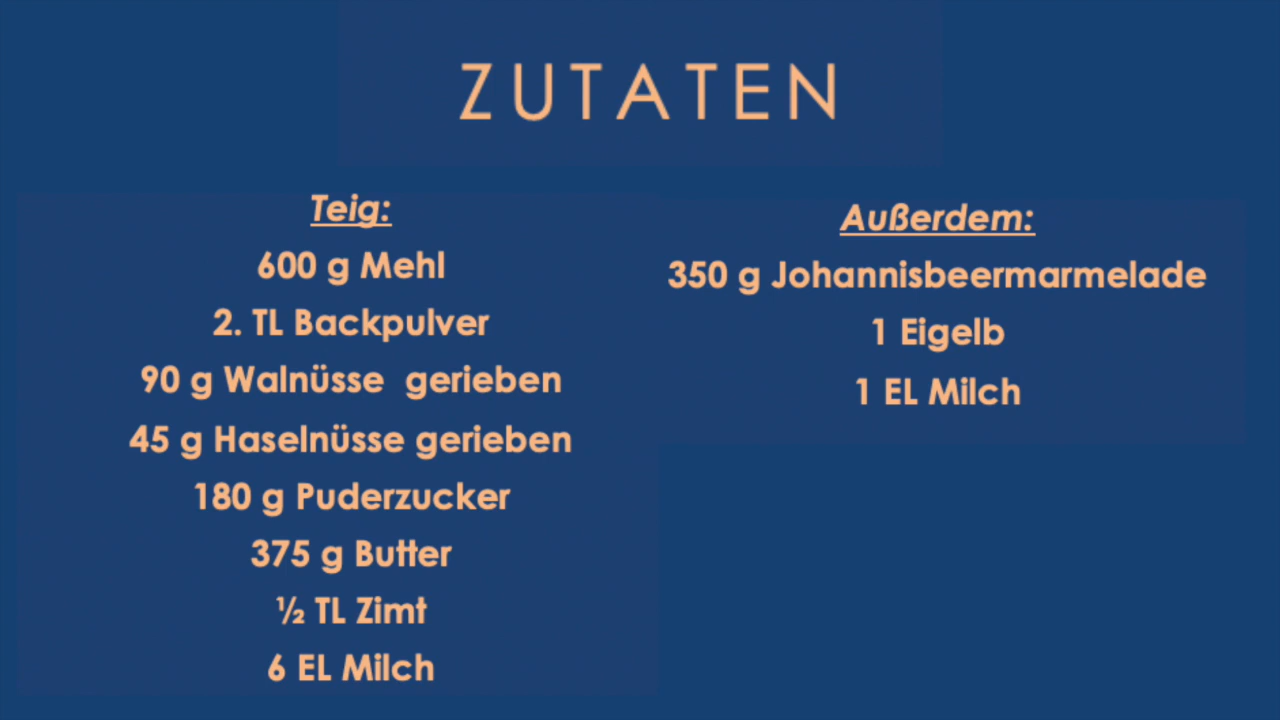 ZUTATEN
Teig:
600 g Mehl
2. TL Backpulver
90 g Walnüsse  gerieben
45 g Haselnüsse gerieben
180 g Puderzucker
375 g Butter
½ TL Zimt
6 EL Milch
Außerdem:
350 g Johannisbeermarmelade
1 Eigelb
1 EL Milch